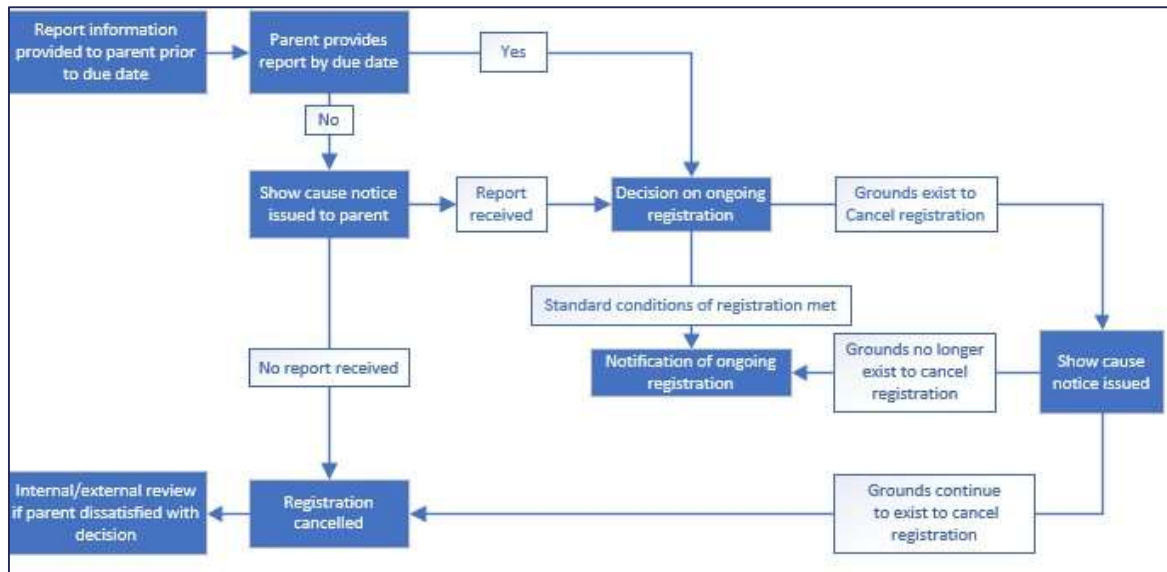 Report information
provided to parent prior
to due date
Parent provides
report by due date
Yes
No
Show cause notice
issued to parent
Report
received
Decision on ongoing
registration
Grounds exist to
Cancel registration
Standard conditions of registration met
No report received
Notification of ongoing
registration
Grounds no longer
exist to cancel
registration
Show cause
notice issued
Internal/external review
if parent dissatisfied with
decision
Registration
cancelled
Grounds continue
to exist to cancel
registration